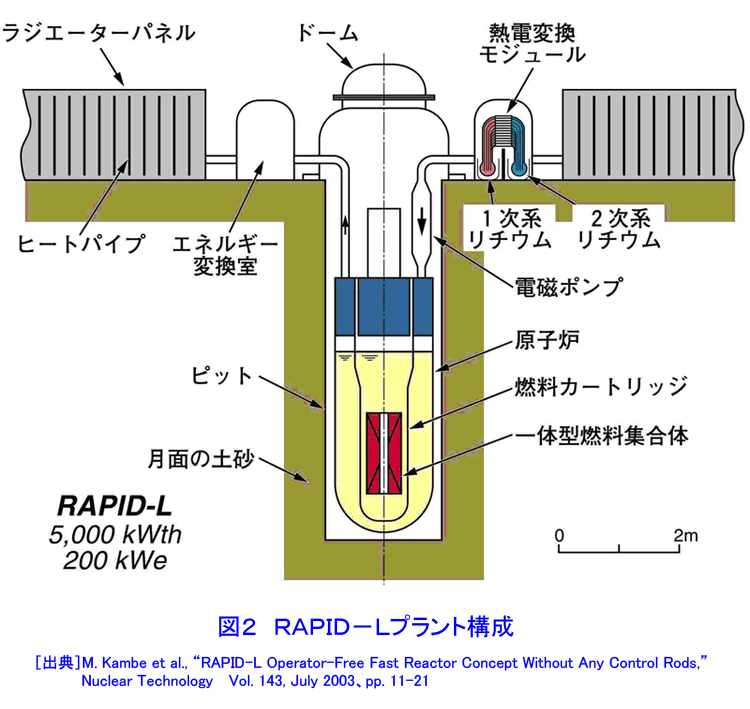 ラジエーターパネル
ドーム
熱電変換
モジュール
ヒートパイプ
エネルギー
変換室
1次系
リチウム
2次系
リチウム
電磁ポンプ
原子炉
ピット
燃料カートリッジ
一体型燃料集合体
月面の土砂
RAPID-L
5,000 kWth
200 kWe
0 2m
図2 RAPID-Lプラント構成
[出典]M. Kambe et al., “RAPID-L Operator-Free Fast Reactor Concept Without Any Control Rods,”
Nuclear Technology Vol. 143, July 2003、pp. 11-21